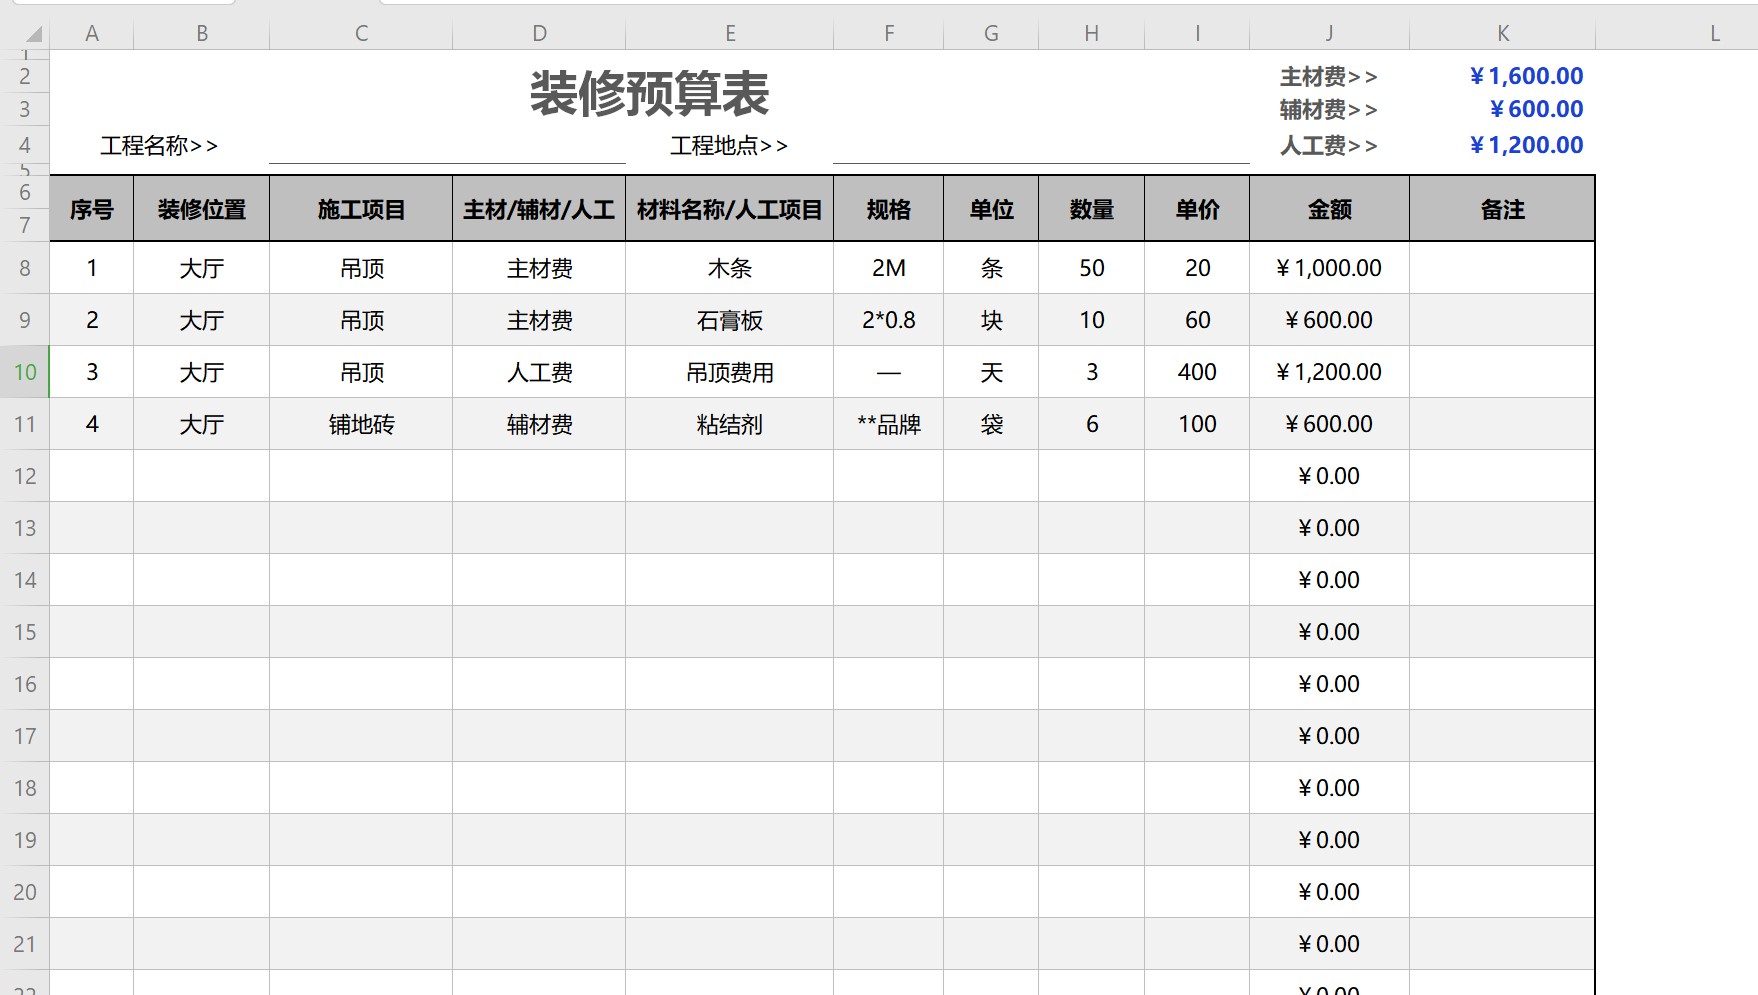 A B C D E F G H I J K L
1
2 装修预算表 主材费>> ¥1,600.00
3 辅材费>> ¥600.00
4 工程名称>> 工程地点>> 人工费>> ¥1,200.00
5
6
7 序号 装修位置 施工项目 主材/辅材/人工 材料名称/人工项目 规格 单位 数量 单价 金额 备注
8 1 大厅 吊顶 主材费 木条 2M 条 50 20 ¥1,000.00
9 2 大厅 吊顶 主材费 石膏板 2*0.8 块 10 60 ¥600.00
10 3 大厅 吊顶 人工费 吊顶费用 — 天 3 400 ¥1,200.00
11 4 大厅 铺地砖 辅材费 粘结剂 **品牌 袋 6 100 ¥600.00
12 ¥0.00
13 ¥0.00
14 ¥0.00
15 ¥0.00
16 ¥0.00
17 ¥0.00
18 ¥0.00
19 ¥0.00
20 ¥0.00
21 ¥0.00
22 ¥0.00